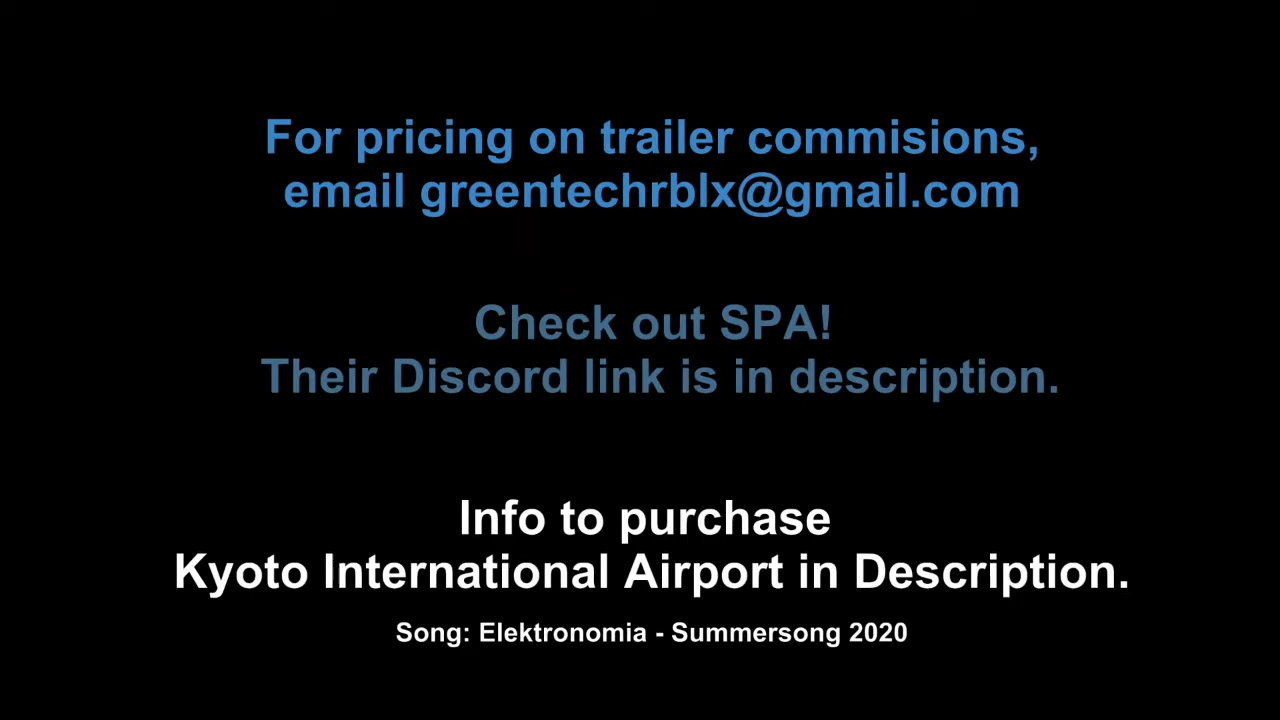 For pricing on trailer commisions,
email greentechrblx@gmail.com
Check out SPA!
Their Discord link is in description.
Info to purchase
Kyoto International Airport in Description.
Song: Elektronomia - Summersong 2020